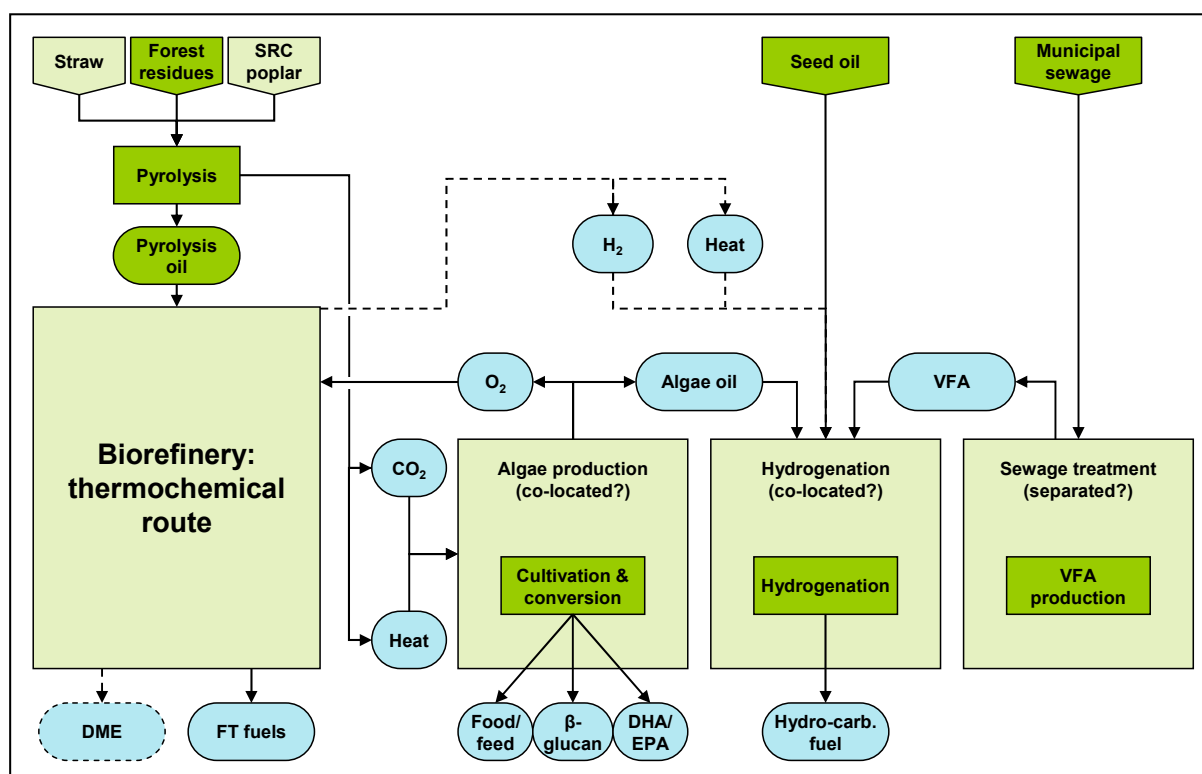 Straw
Forest
residues
SRC
poplar
Seed oil
Municipal
sewage
Pyrolysis
Pyrolysis
oil
H₂
Heat
O₂
Algae oil
VFA
Biorefinery:
thermochemical
route
CO₂
Heat
Algae production
(co-located?)
Cultivation &
conversion
Hydrogenation
(co-located?)
Hydrogenation
Sewage treatment
(separated?)
VFA
production
DME
FT fuels
Food/
feed
β-
glucan
DHA/
EPA
Hydro-carb.
fuel